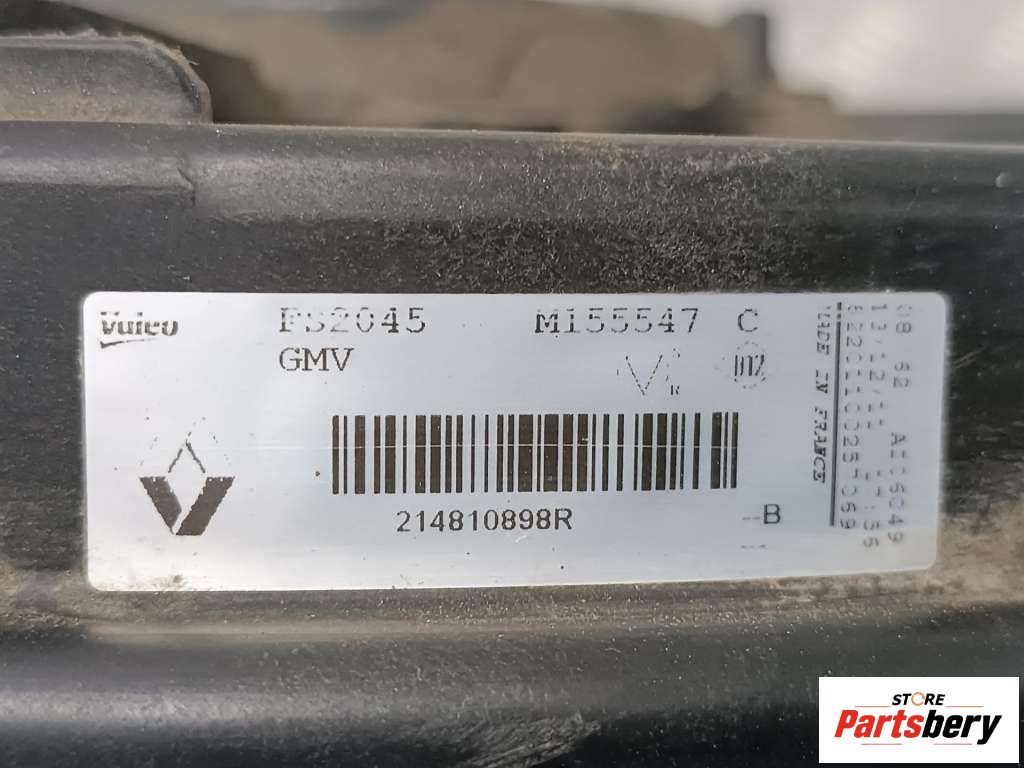 Valeo
FS2045 M155547 C
GMV
214810898R
--B
MADE IN FRANCE
STORE
Partsbery